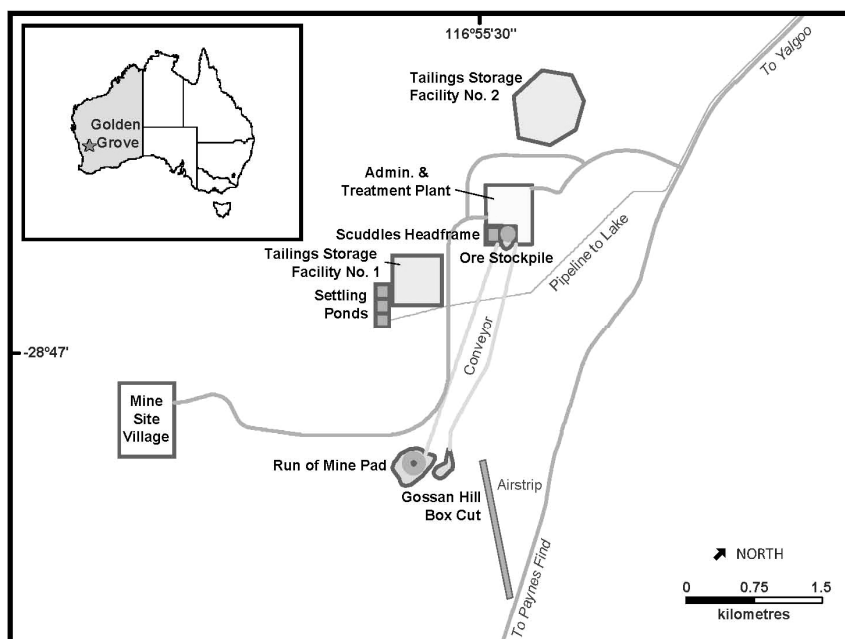 116°55'30"
To Yalgoo
Tailings Storage
Facility No. 2
Golden
Grove
Admin. &
Treatment Plant
Scuddles Headframe
Ore Stockpile
Tailings Storage
Facility No. 1
Pipeline to Lake
Settling
Ponds
Conveyor
-28°47'
Mine
Site
Village
Run of Mine Pad
Gossan Hill
Box Cut
Airstrip
To Paynes Find
NORTH
0 0.75 1.5
kilometres